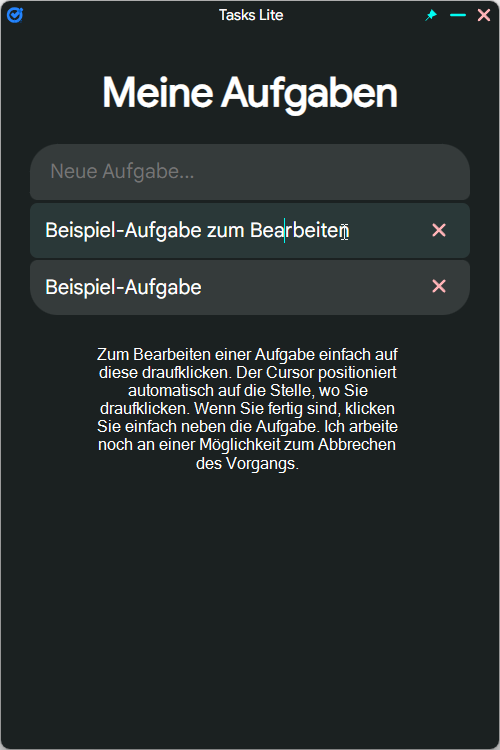 Tasks Lite
Meine Aufgaben
Neue Aufgabe...
Beispiel-Aufgabe zum Bearbeiten
Beispiel-Aufgabe
Zum Bearbeiten einer Aufgabe einfach auf
diese draufklicken. Der Cursor positioniert
automatisch auf die Stelle, wo Sie
draufklicken. Wenn Sie fertig sind, klicken
Sie einfach neben die Aufgabe. Ich arbeite
noch an einer Möglichkeit zum Abbrechen
des Vorgangs.